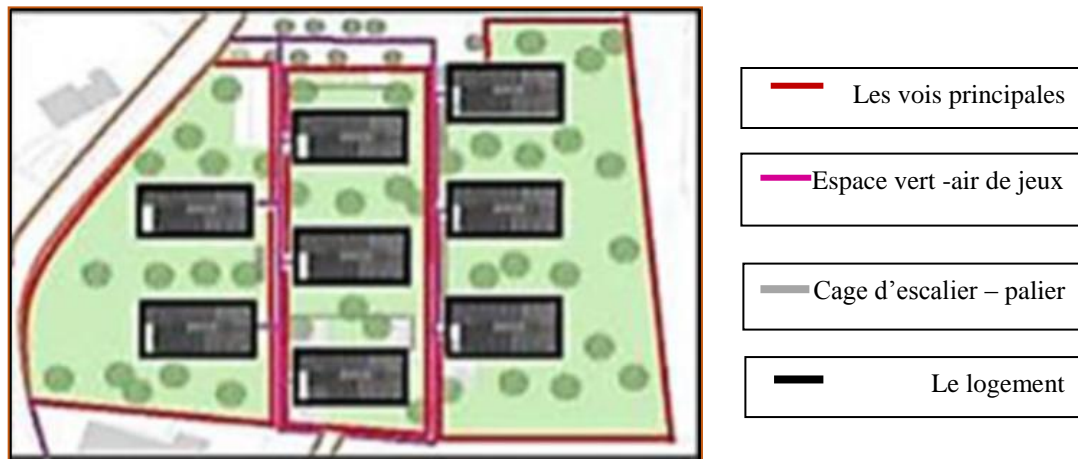 Les vois principales
Espace vert -air de jeux
Cage d'escalier – palier
Le logement